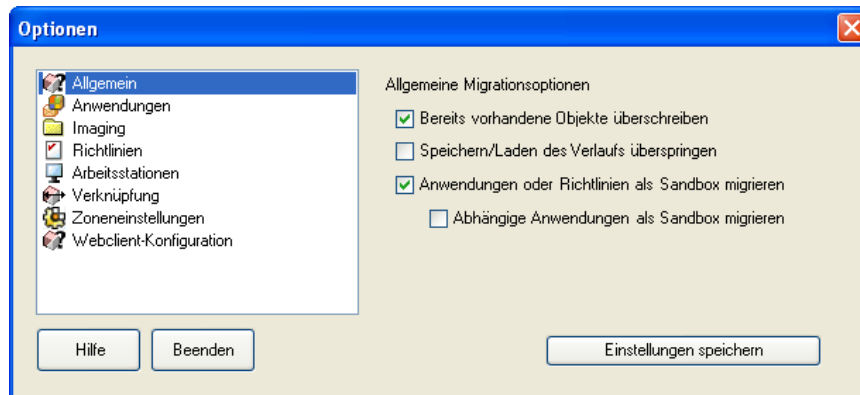 Optionen
Allgemein
Anwendungen
Imaging
Richtlinien
Arbeitsstationen
Verknüpfung
Zoneneinstellungen
Webclient-Konfiguration
Allgemeine Migrationsoptionen
Bereits vorhandene Objekte überschreiben
Speichern/Laden des Verlaufs überspringen
Anwendungen oder Richtlinien als Sandbox migrieren
Abhängige Anwendungen als Sandbox migrieren
Hilfe
Beenden
Einstellungen speichern